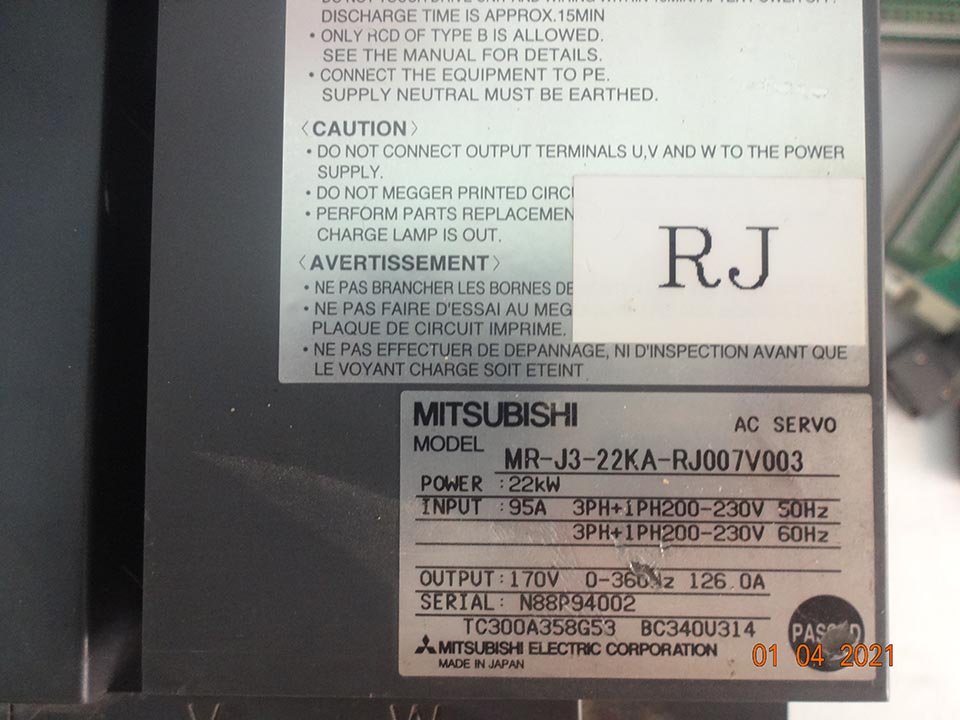 DISCHARGE TIME IS APPROX.15MIN
• ONLY RCD OF TYPE B IS ALLOWED.
SEE THE MANUAL FOR DETAILS.
• CONNECT THE EQUIPMENT TO PE.
SUPPLY NEUTRAL MUST BE EARTHED.
〈CAUTION〉
• DO NOT CONNECT OUTPUT TERMINALS U,V AND W TO THE POWER
SUPPLY.
• DO NOT MEGGER PRINTED
• PERFORM PARTS
CHARGE LAMP IS OUT.
RJ
〈AVERTISSEMENT〉
• NE PAS BRANCHER LES BORNES
• NE PAS FAIRE D'ESSAI AU
PLAQUE DE CIRCUIT IMPRIME.
• NE PAS EFFECTUER DE DEPANNAGE, NI D'INSPECTION AVANT QUE
LE VOYANT CHARGE SOIT ETEINT
MITSUBISHI AC SERVO
MODEL MR-J3-22KA-RJ007V003
POWER :22kW
INPUT :95A 3PH+1PH200-230V 50Hz
3PH+1PH200-230V 60Hz
OUTPUT:170V 0-360Hz 126.0A
SERIAL: N88P94002
TC300A358G53 BC340U314
PASSED
MITSUBISHI ELECTRIC CORPORATION
MADE IN JAPAN
01 04 2021
V W